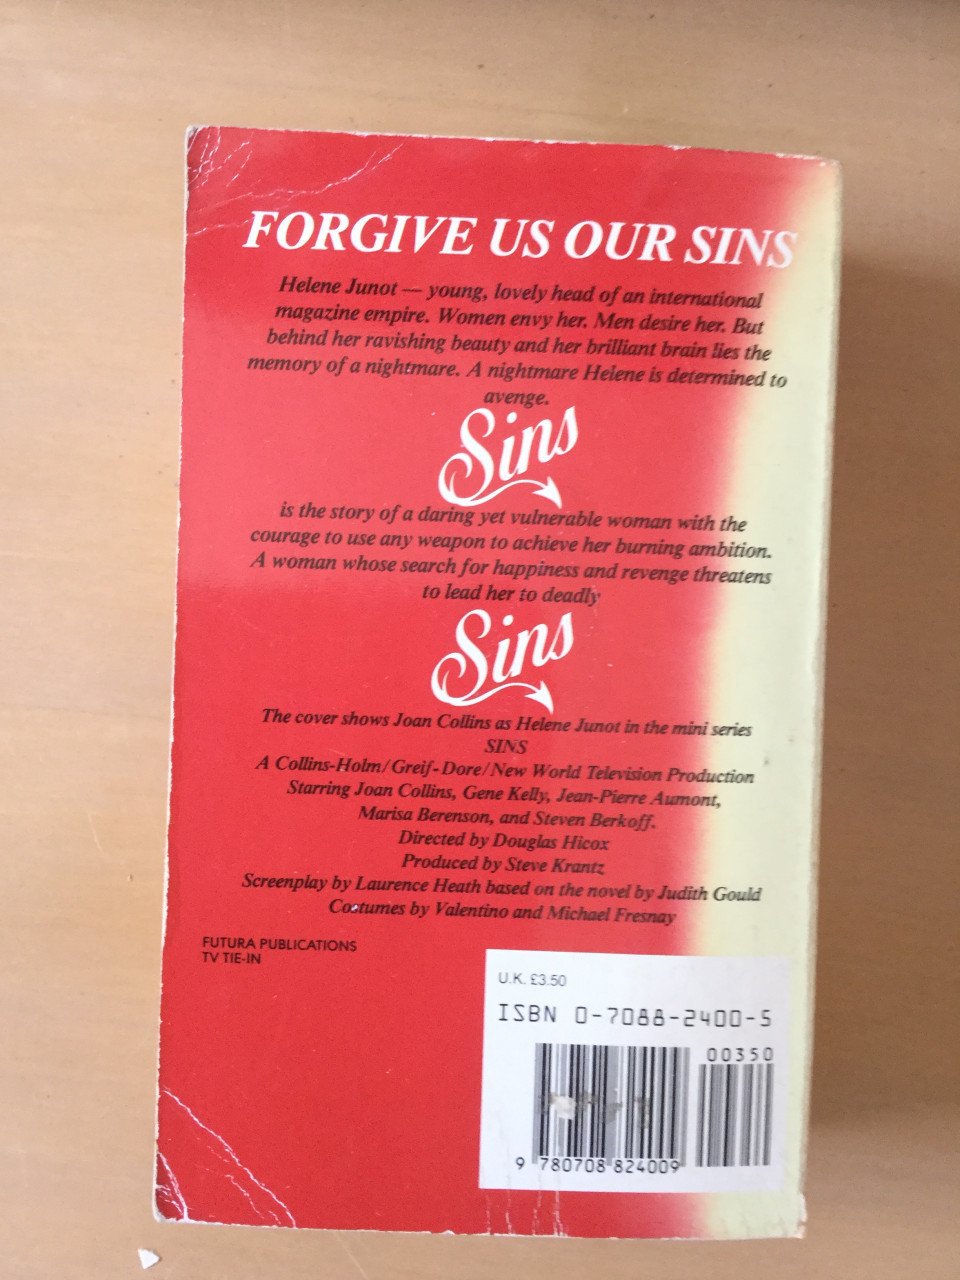 FORGIVE US OUR SINS
Helene Junot — young, lovely head of an international
magazine empire. Women envy her. Men desire her. But
behind her ravishing beauty and her brilliant brain lies the
memory of a nightmare. A nightmare Helene is determined to
avenge.
Sins
is the story of a daring yet vulnerable woman with the
courage to use any weapon to achieve her burning ambition.
A woman whose search for happiness and revenge threatens
to lead her to deadly
Sins
The cover shows Joan Collins as Helene Junot in the mini series
SINS
A Collins-Holm/Greif-Dore/New World Television Production
Starring Joan Collins, Gene Kelly, Jean-Pierre Aumont,
Marisa Berenson, and Steven Berkoff.
Directed by Douglas Hicox
Produced by Steve Krantz
Screenplay by Laurence Heath based on the novel by Judith Gould
Costumes by Valentino and Michael Fresnay
FUTURA PUBLICATIONS
TV TIE-IN
U.K. £3.50
ISBN 0-7088-2400-5
00350
9 780708 824009